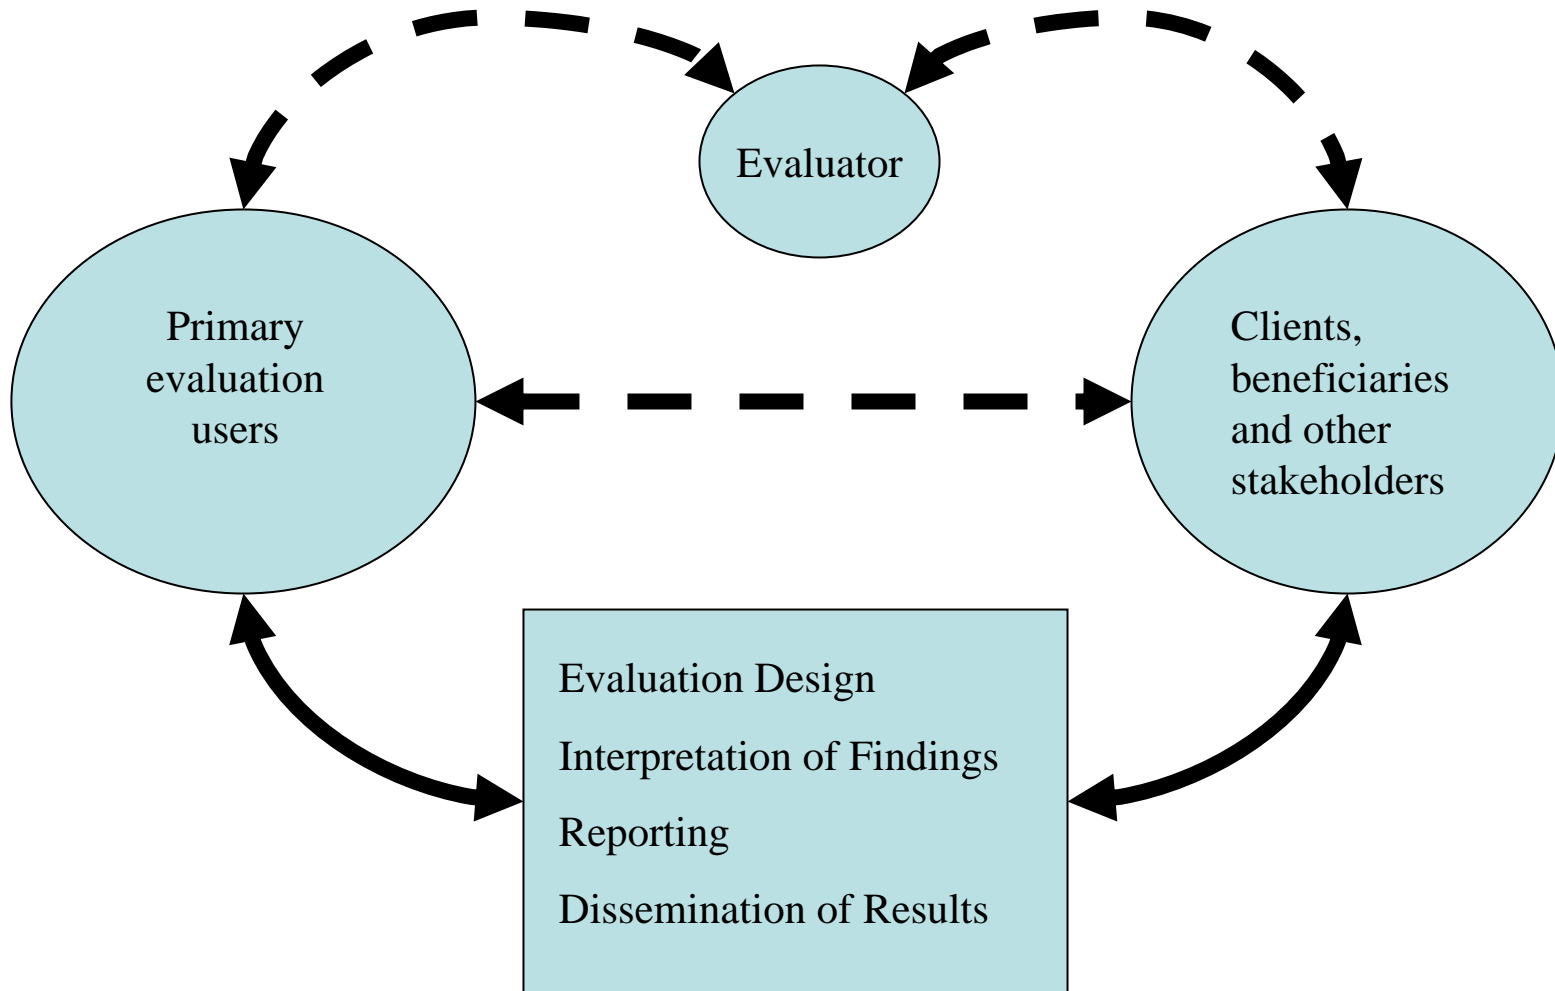 Evaluator
Primary
evaluation
users
Clients,
beneficiaries
and other
stakeholders
Evaluation Design
Interpretation of Findings
Reporting
Dissemination of Results